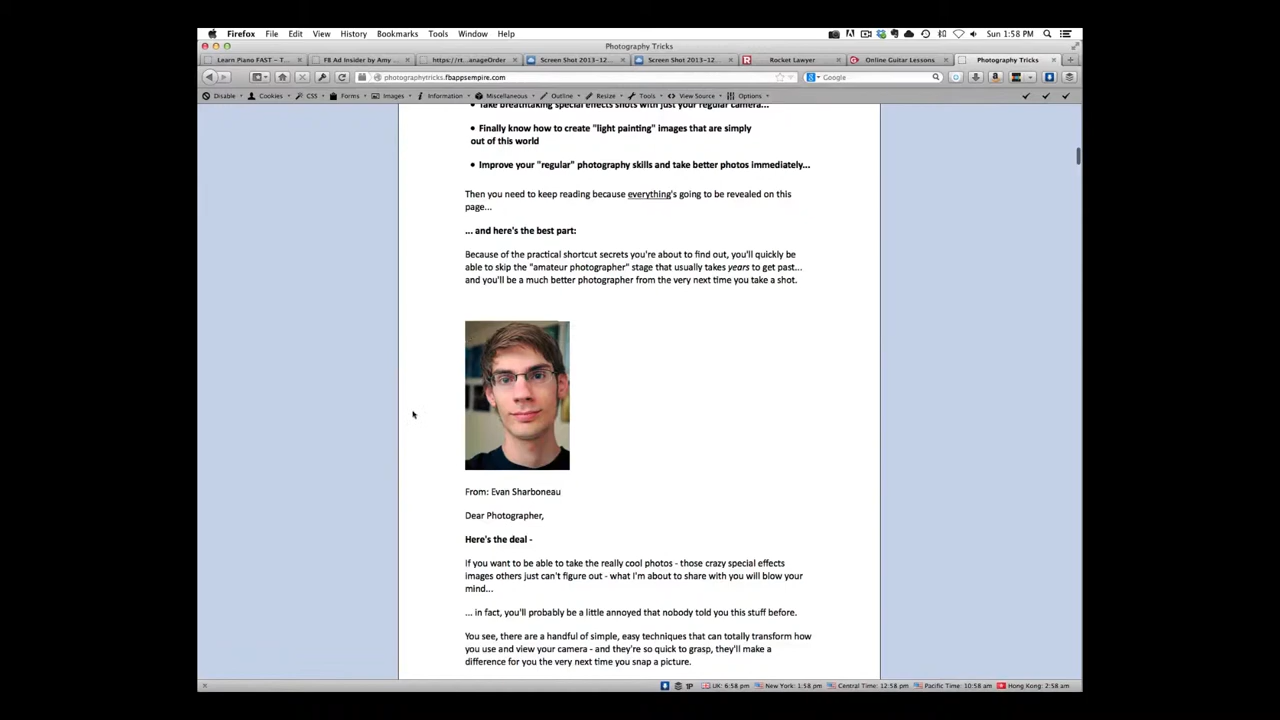 Firefox File Edit View History Bookmarks Tools Window Help Sun 1:58 PM
Photography Tricks
Learn Piano FAST – T... FB Ad Insider by Amy ... https://rt...anageOrder Screen Shot 2013-12... Screen Shot 2013-12... Rocket Lawyer Online Guitar Lessons Photography Tricks
photographytricks.fbappsempire.com Google
Disable Cookies CSS Forms Images Information Miscellaneous Outline Resize Tools View Source Options
• Take breathtaking special effects shots with just your regular camera...
• Finally know how to create "light painting" images that are simply
out of this world
• Improve your "regular" photography skills and take better photos immediately...
Then you need to keep reading because everything's going to be revealed on this
page...
... and here's the best part:
Because of the practical shortcut secrets you're about to find out, you'll quickly be
able to skip the "amateur photographer" stage that usually takes years to get past...
and you'll be a much better photographer from the very next time you take a shot.
From: Evan Sharboneau
Dear Photographer,
Here's the deal -
If you want to be able to take the really cool photos - those crazy special effects
images others just can't figure out - what I'm about to share with you will blow your
mind...
... in fact, you'll probably be a little annoyed that nobody told you this stuff before.
You see, there are a handful of simple, easy techniques that can totally transform how
you use and view your camera - and they're so quick to grasp, they'll make a
difference for you the very next time you snap a picture.
1P UK: 6:58 pm New York: 1:58 pm Central Time: 12:58 pm Pacific Time: 10:58 am Hong Kong: 2:58 am